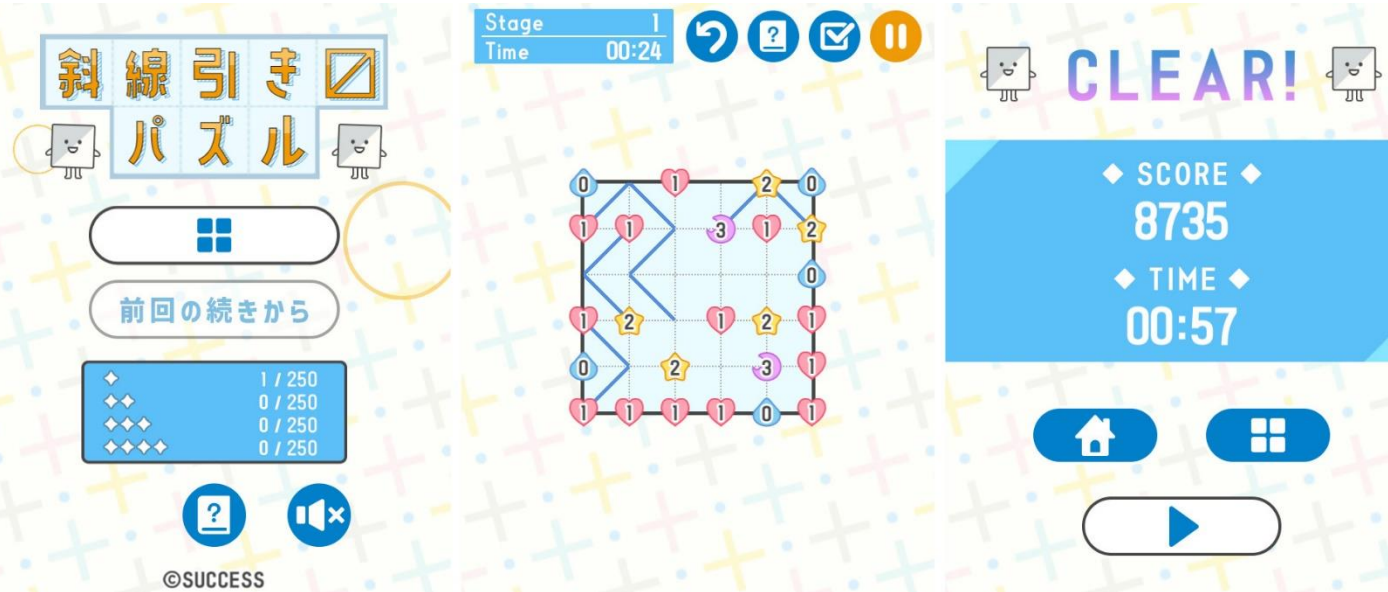 斜線引き
パズル
前回の続きから
1 / 250
0 / 250
0 / 250
0 / 250
?
©SUCCESS
Stage 1
Time 00:24
?
0 1 2 0
1 1 3 1 2
0
1 2 1 2 1
0 2 3 1
1 1 1 1 0 1
CLEAR!
SCORE
8735
TIME
00:57